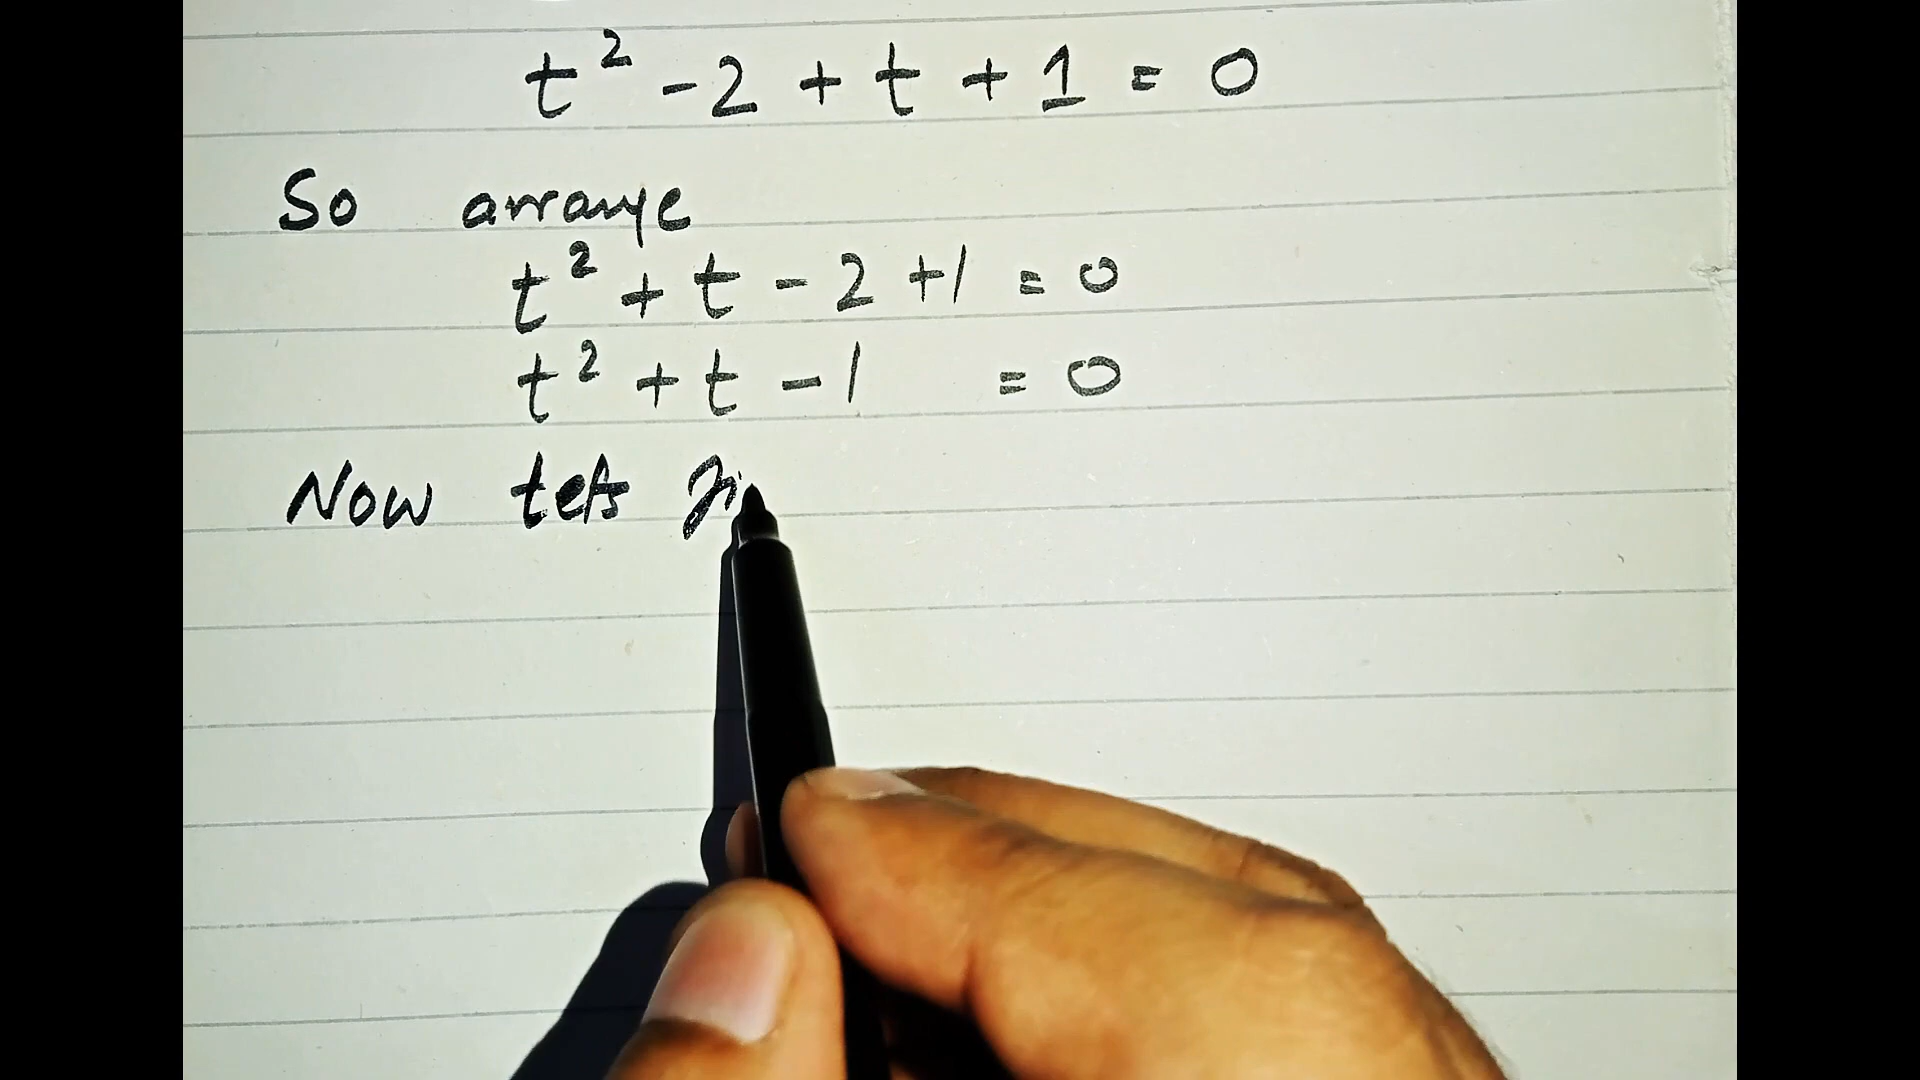 t² - 2 + t + 1 = 0
So arrange
t² + t - 2 + 1 = 0
t² + t - 1 = 0
Now lets